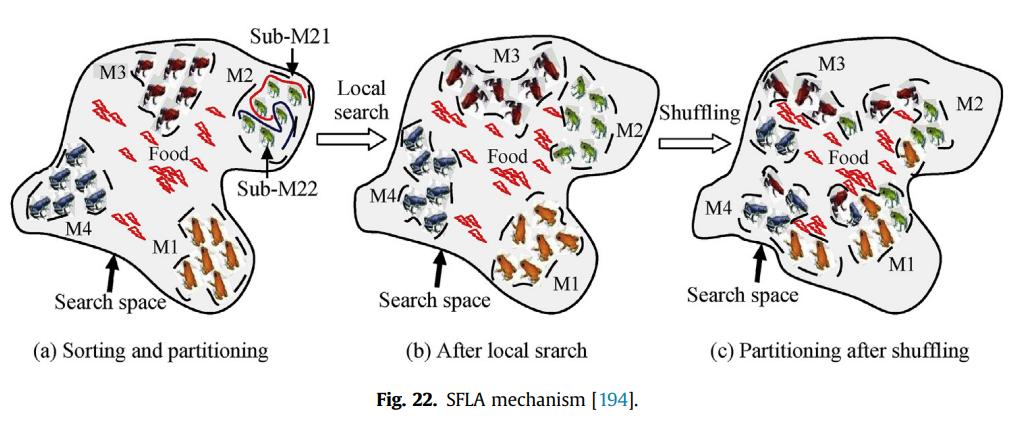 Sub-M21
M3
M2
Food
Sub-M22
M4
M1
Search space
(a) Sorting and partitioning
Local
search
M3
M2
Food
M4
M1
Search space
(b) After local srarch
Shuffling
M3
M2
Food
M4
M1
Search space
(c) Partitioning after shuffling
Fig. 22. SFLA mechanism [194].